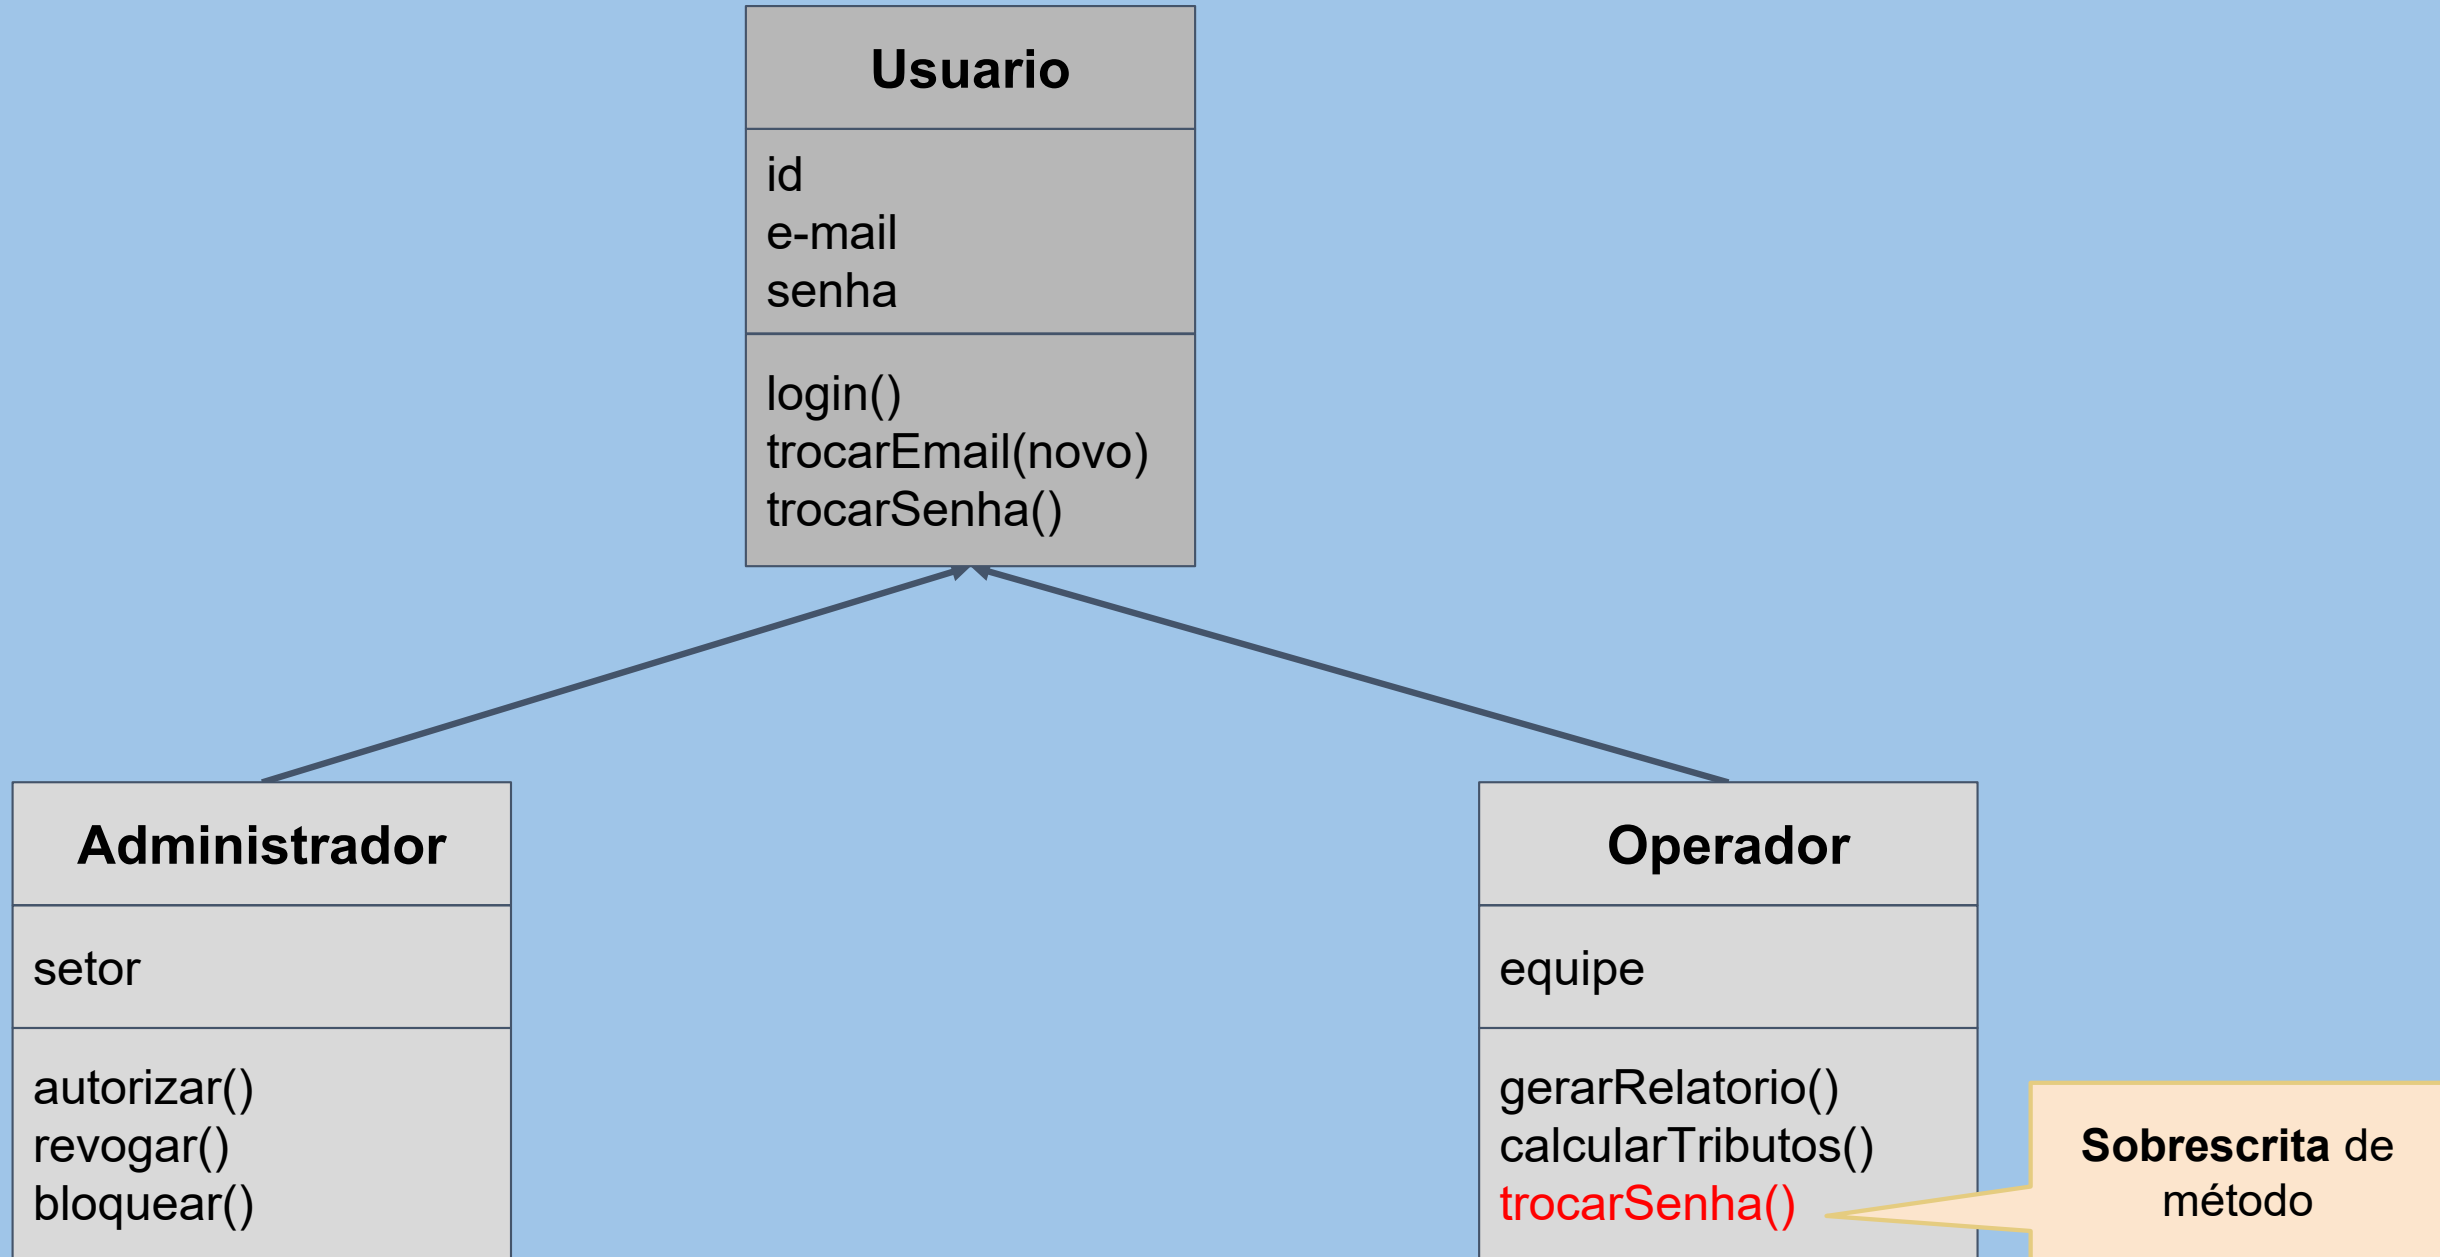 Usuario
id
e-mail
senha
login()
trocarEmail(novo)
trocarSenha()
Administrador
setor
autorizar()
revogar()
bloquear()
Operador
equipe
gerarRelatorio()
calcularTributos()
trocarSenha()
Sobrescrita de
método